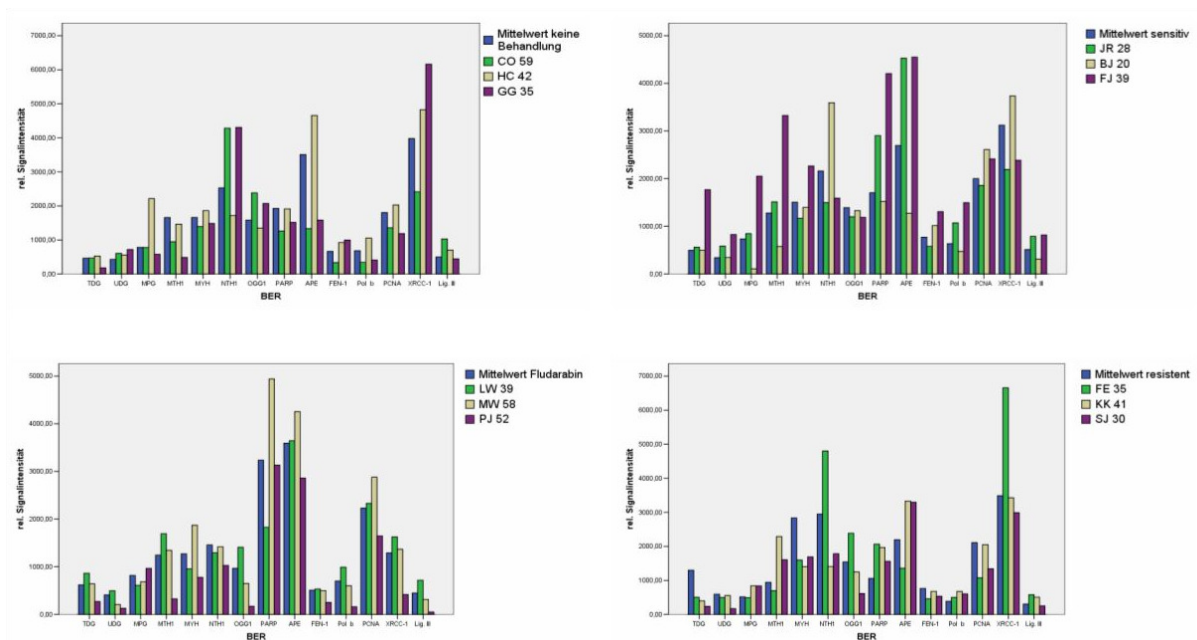 7000,00
6000,00
5000,00
4000,00
3000,00
2000,00
1000,00
0,00
rel. Signalintensität
TDG UDG MPG MTH1 MYH NTH1 OGG1 PARP APE FEN-1 Pol b PCNA XRCC-1 Lig. III
BER
Mittelwert keine
Behandlung
CO 59
HC 42
GG 35
5000,00
4000,00
3000,00
2000,00
1000,00
0,00
rel. Signalintensität
TDG UDG MPG MTH1 MYH NTH1 OGG1 PARP APE FEN-1 Pol b PCNA XRCC-1 Lig. III
BER
Mittelwert sensitiv
JR 28
BJ 20
FJ 39
5000,00
4000,00
3000,00
2000,00
1000,00
0,00
rel. Signalintensität
TDG UDG MPG MTH1 MYH NTH1 OGG1 PARP APE FEN-1 Pol b PCNA XRCC-1 Lig. III
BER
Mittelwert Fludarabin
LW 39
MW 58
PJ 52
7000,00
6000,00
5000,00
4000,00
3000,00
2000,00
1000,00
0,00
rel. Signalintensität
TDG UDG MPG MTH1 MYH NTH1 OGG1 PARP APE FEN-1 Pol b PCNA XRCC-1 Lig. III
BER
Mittelwert resistent
FE 35
KK 41
SJ 30